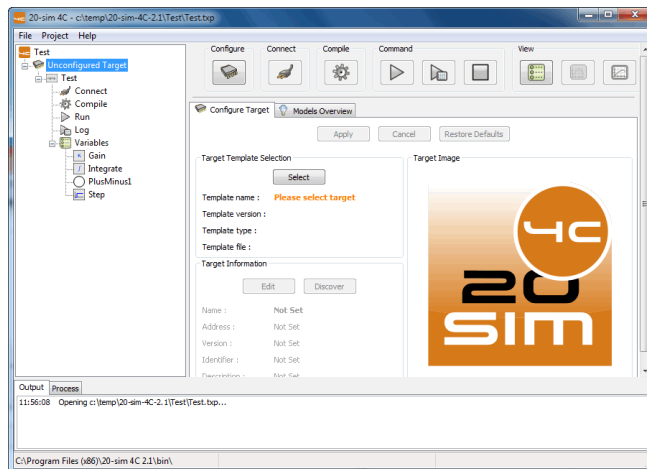 20-sim 4C - c:\temp\20-sim-4C-2.1\Test\Test.txp
File Project Help
Test
Unconfigured Target
Test
Connect
Compile
Run
Log
Variables
Gain
Integrate
PlusMinus1
Step
Configure Connect Compile Command View
Configure Target Models Overview
Apply Cancel Restore Defaults
Target Template Selection
Select
Template name : Please select target
Template version :
Template type :
Template file :
Target Information
Edit Discover
Name : Not Set
Address : Not Set
Version : Not Set
Identifier : Not Set
Description : Not Set
Target Image
4C
20
SIM
Output Process
11:56:08 Opening c:\temp\20-sim-4C-2.1\Test\Test.txp...
C:\Program Files (x86)\20-sim 4C 2.1\bin\